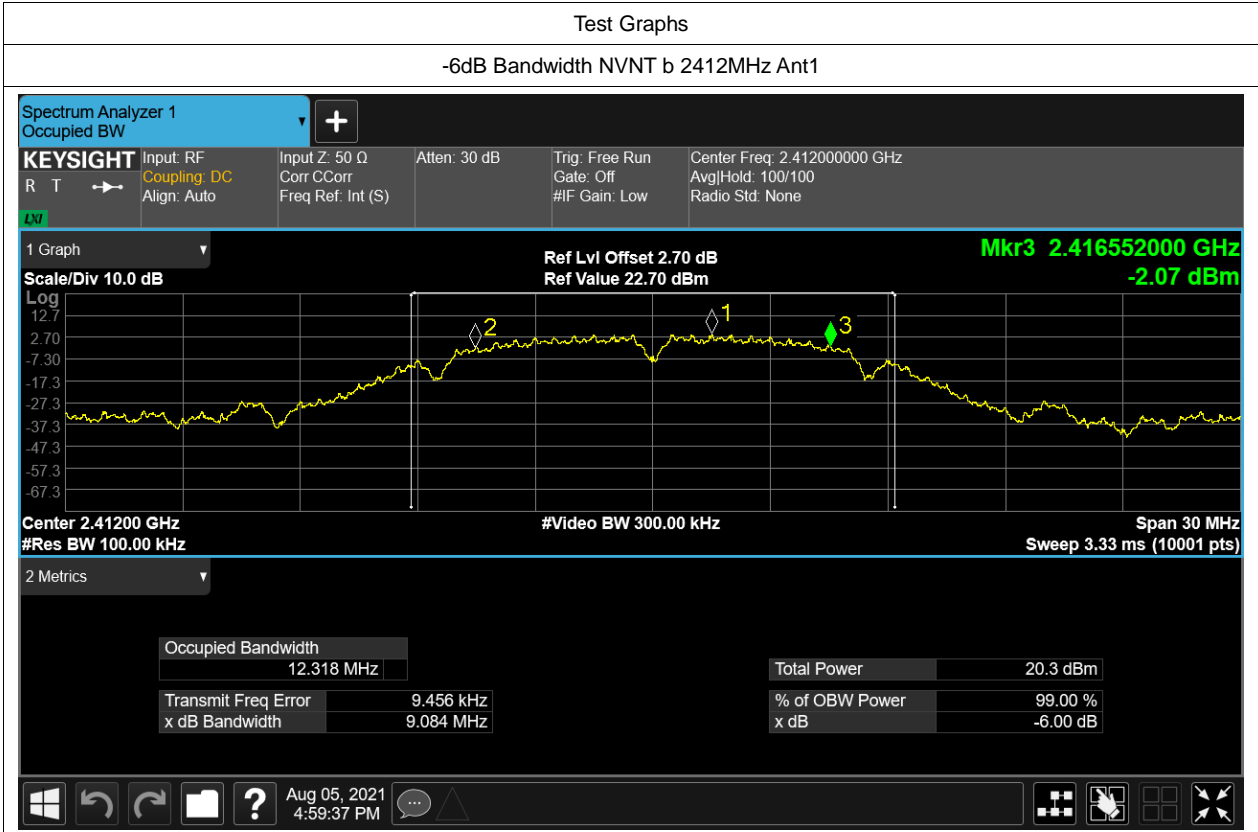 Test Graphs
-6dB Bandwidth NVNT b 2412MHz Ant1
Spectrum Analyzer 1
Occupied BW
KEYSIGHT
R T
LXI
Input: RF
Coupling: DC
Align: Auto
Input Z: 50 Ω
Corr CCorr
Freq Ref: Int (S)
Atten: 30 dB
Trig: Free Run
Gate: Off
#IF Gain: Low
Center Freq: 2.412000000 GHz
Avg|Hold: 100/100
Radio Std: None
1 Graph
Scale/Div 10.0 dB
Ref Lvl Offset 2.70 dB
Ref Value 22.70 dBm
Mkr3 2.416552000 GHz
-2.07 dBm
Log
12.7
2.70
-7.30
-17.3
-27.3
-37.3
-47.3
-57.3
-67.3
2
1
3
Center 2.41200 GHz
#Res BW 100.00 kHz
#Video BW 300.00 kHz
Span 30 MHz
Sweep 3.33 ms (10001 pts)
2 Metrics
Occupied Bandwidth
12.318 MHz
Transmit Freq Error 9.456 kHz
x dB Bandwidth 9.084 MHz
Total Power 20.3 dBm
% of OBW Power 99.00 %
x dB -6.00 dB
?
Aug 05, 2021
4:59:37 PM